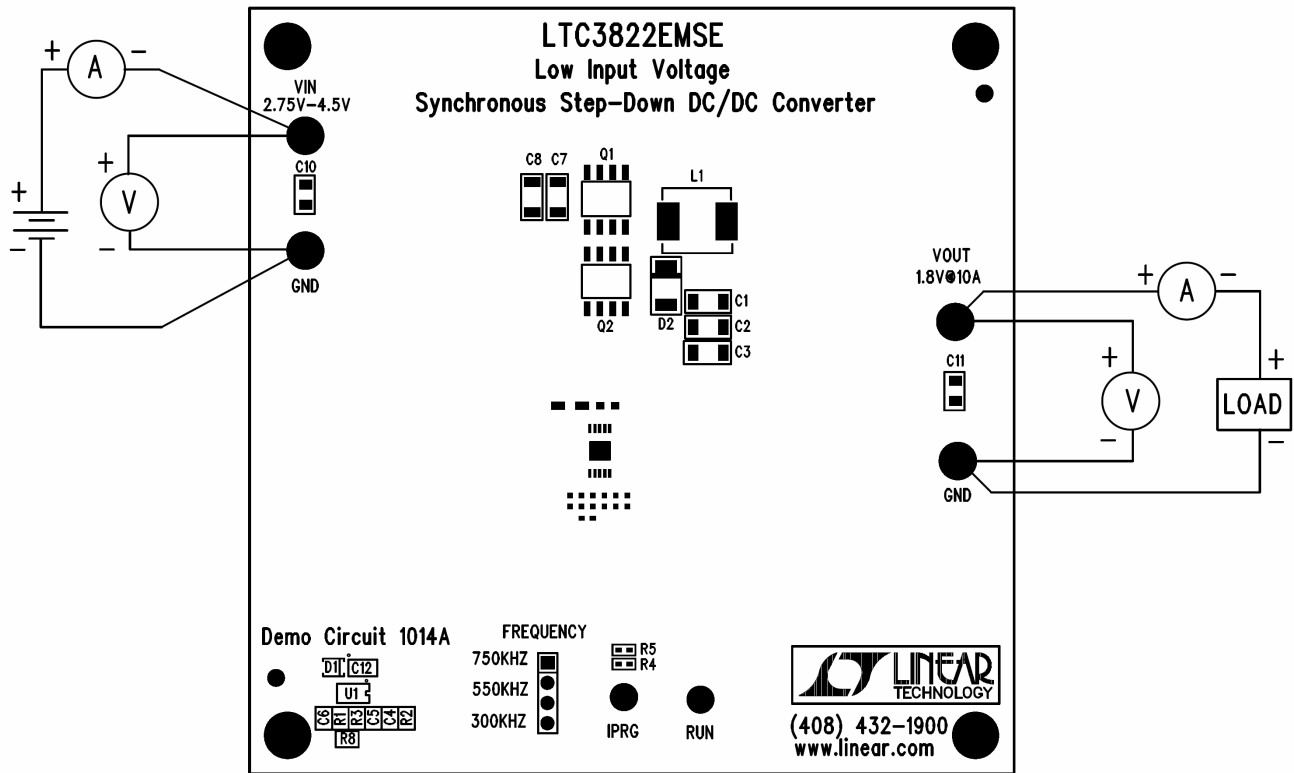 LTC3822EMSE
Low Input Voltage
Synchronous Step-Down DC/DC Converter
+ A -
VIN
2.75V-4.5V
+
V
-
+
-
C10
GND
C8 C7 Q1
L1
Q2
D2
C1
C2
C3
VOUT
1.8V@10A
+ A -
C11
+
V
-
+
LOAD
-
GND
Demo Circuit 1014A
D1 C12
U1
C6 R1 R3 C5 C4 R2
R8
FREQUENCY
750KHZ
550KHZ
300KHZ
R5
R4
IPRG
RUN
LINEAR
TECHNOLOGY
(408) 432-1900
www.linear.com